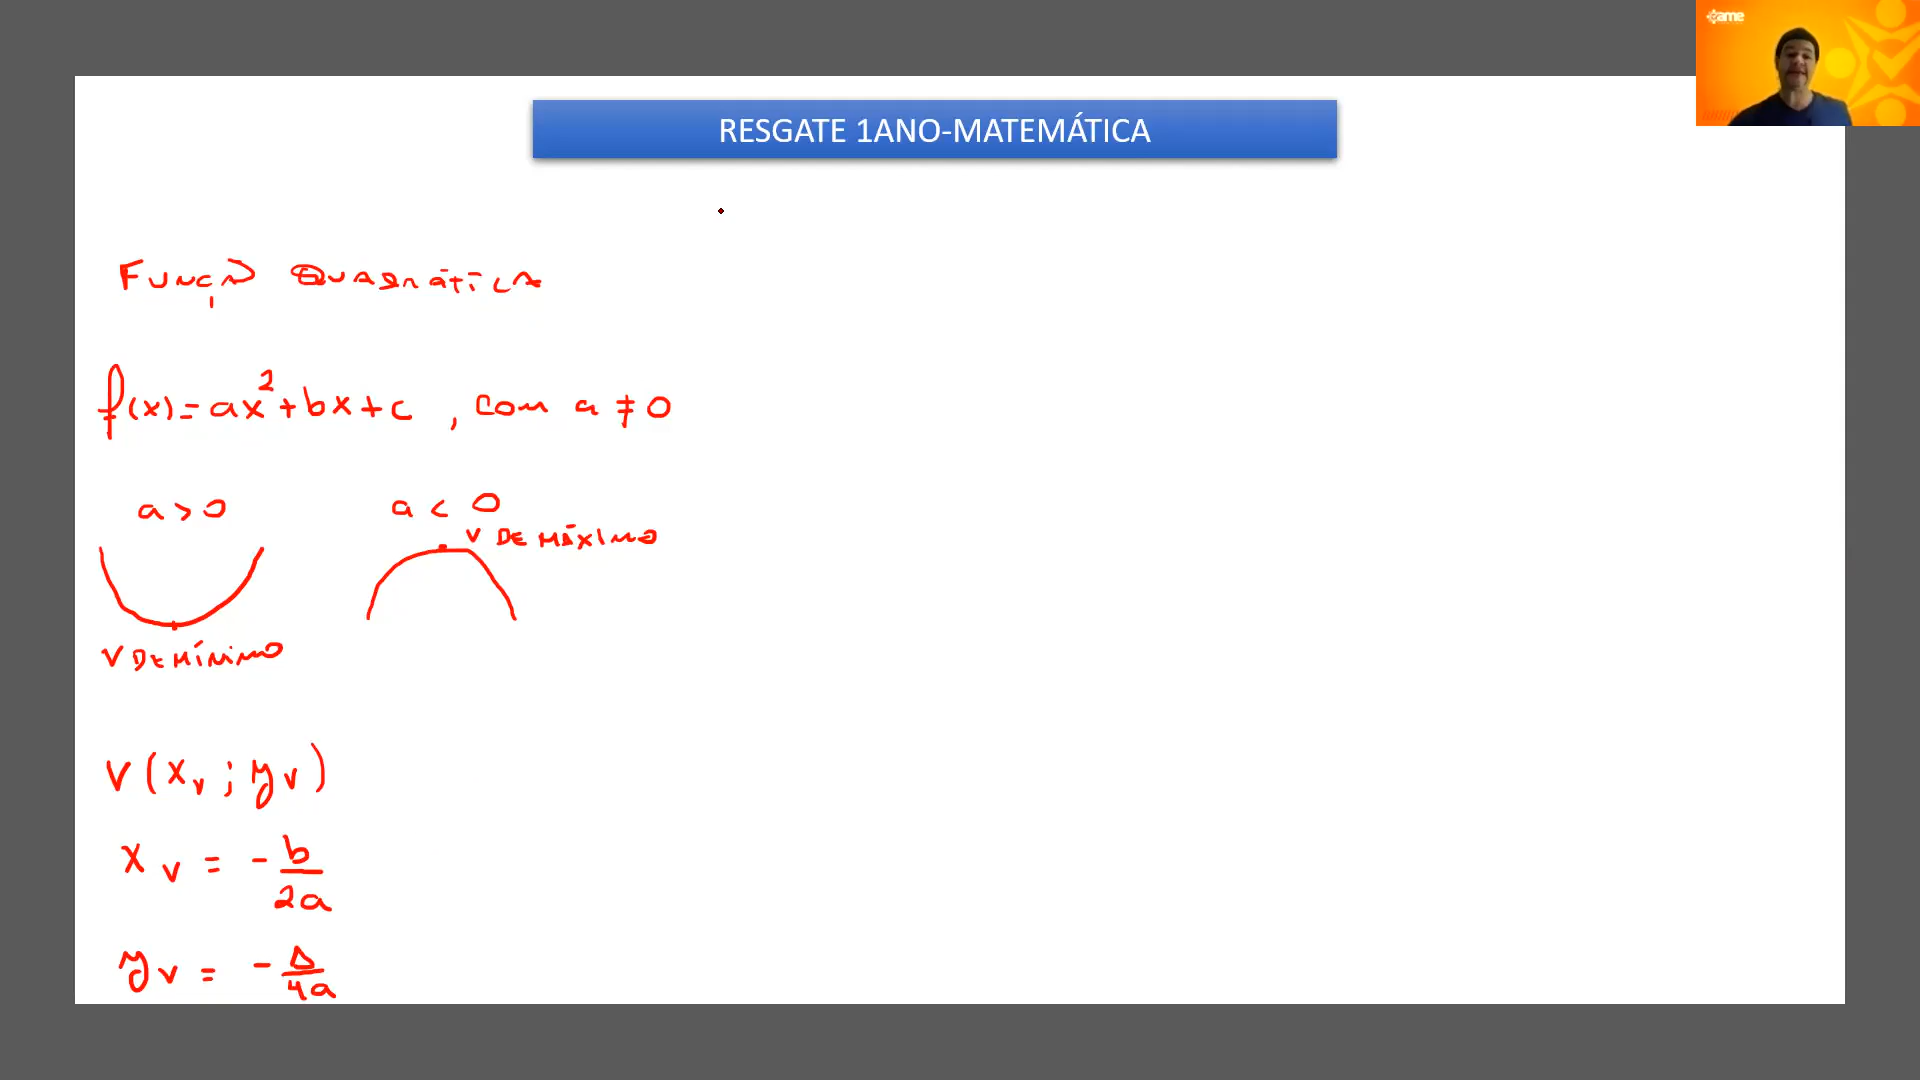 came
RESGATE 1ANO-MATEMÁTICA
FUNÇÃO QUADRÁTICA
f(x)=ax²+bx+c , com a ≠ 0
a > 0
a < 0
V DE MÁXIMO
V DE MÍNIMO
V(xᵥ ; yᵥ)
xᵥ = - b/2a
yᵥ = - Δ/4a